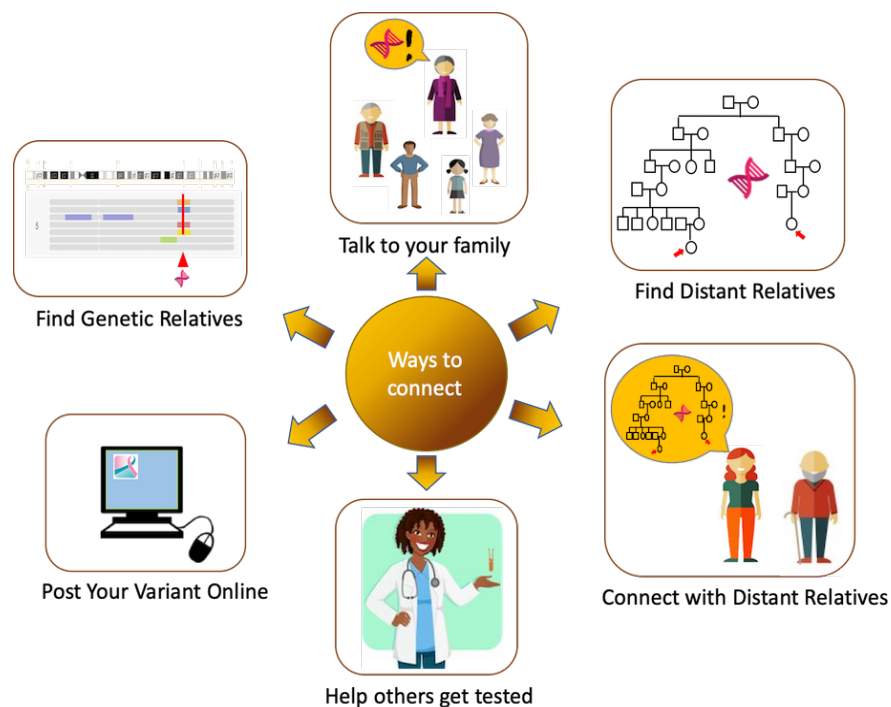 Talk to your family
Find Genetic Relatives
5
Find Distant Relatives
Ways to
connect
Post Your Variant Online
Connect with Distant Relatives
Help others get tested